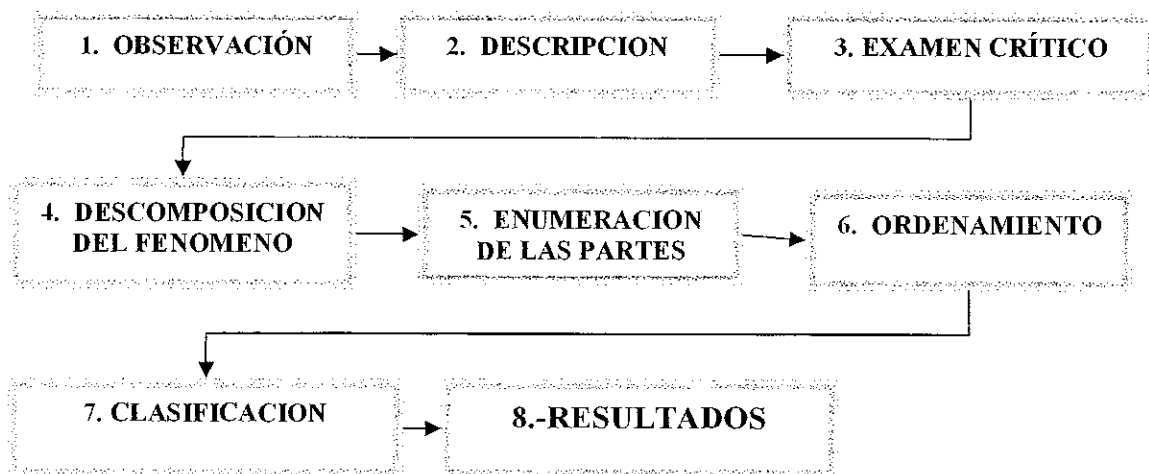 1. OBSERVACIÓN
2. DESCRIPCION
3. EXAMEN CRÍTICO
4. DESCOMPOSICION
DEL FENOMENO
5. ENUMERACION
DE LAS PARTES
6. ORDENAMIENTO
7. CLASIFICACION
8.-RESULTADOS